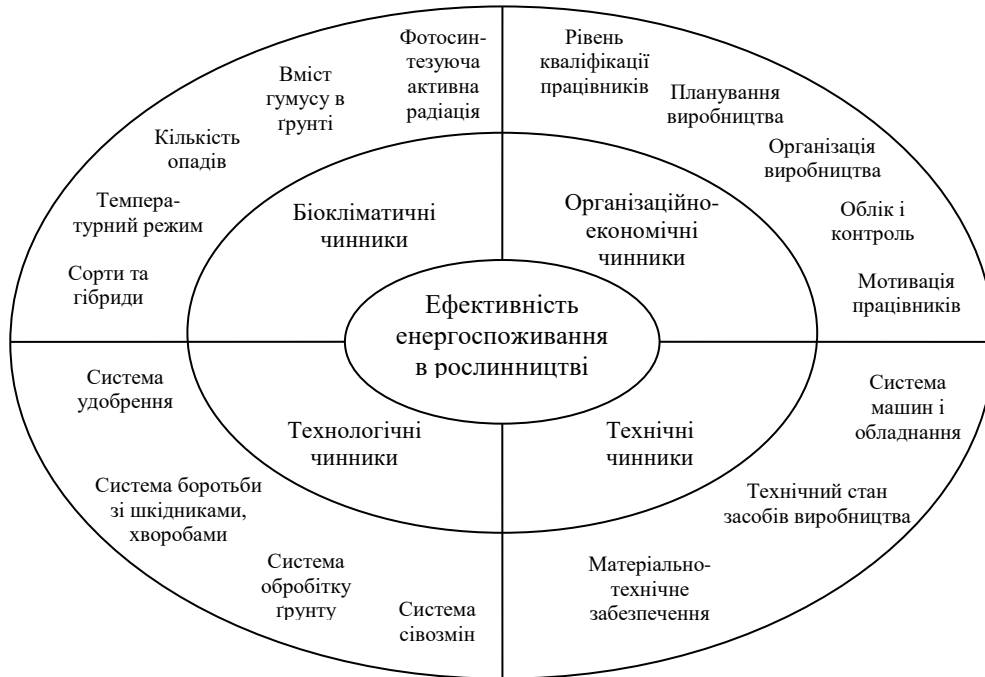 Фотосин-
тезуюча
активна
радіація
Вміст
гумусу в
ґрунті
Кількість
опадів
Темпера-
турний режим
Сорти та
гібриди
Рівень
кваліфікації
працівників
Планування
виробництва
Організація
виробництва
Облік і
контроль
Мотивація
працівників
Біокліматичні
чинники
Організаційно-
економічні
чинники
Ефективність
енергоспоживання
в рослинництві
Технологічні
чинники
Технічні
чинники
Система
удобрення
Система боротьби
зі шкідниками,
хворобами
Система
обробітку
ґрунту
Система
сівозмін
Система
машин і
обладнання
Технічний стан
засобів виробництва
Матеріально-
технічне
забезпечення